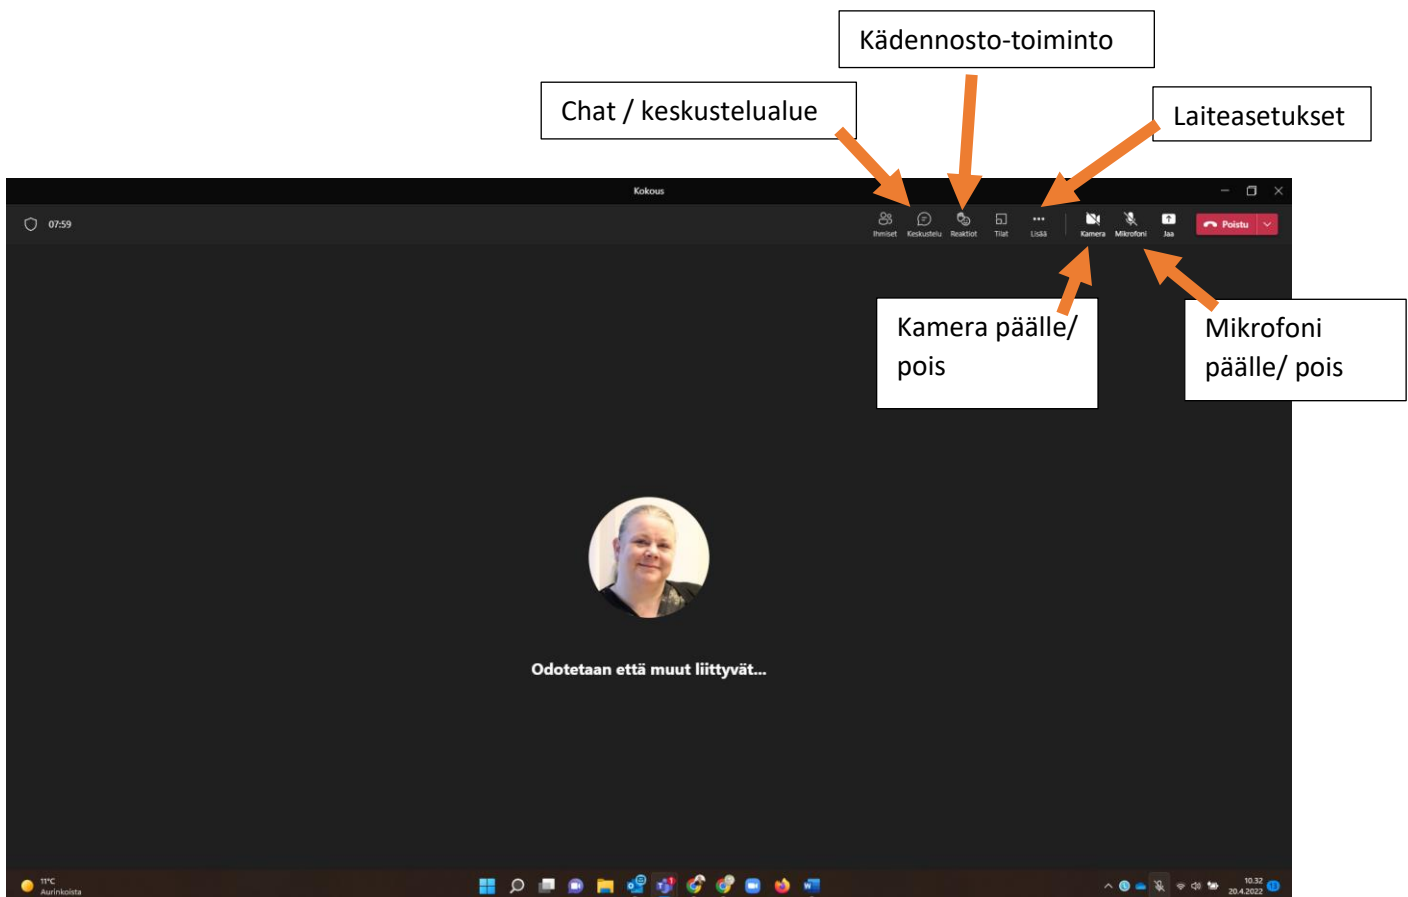 Kädennosto-toiminto
Chat / keskustelualue
Laiteasetukset
Kokous
07:59
Ihmiset Keskustelu Reaktiot Tilat Lisää Kamera Mikrofoni Jaa Poistu
Kamera päälle/
pois
Mikrofoni
päälle/ pois
Odotetaan että muut liittyvät...
11°C
Aurinkoista
10.32
20.4.2022